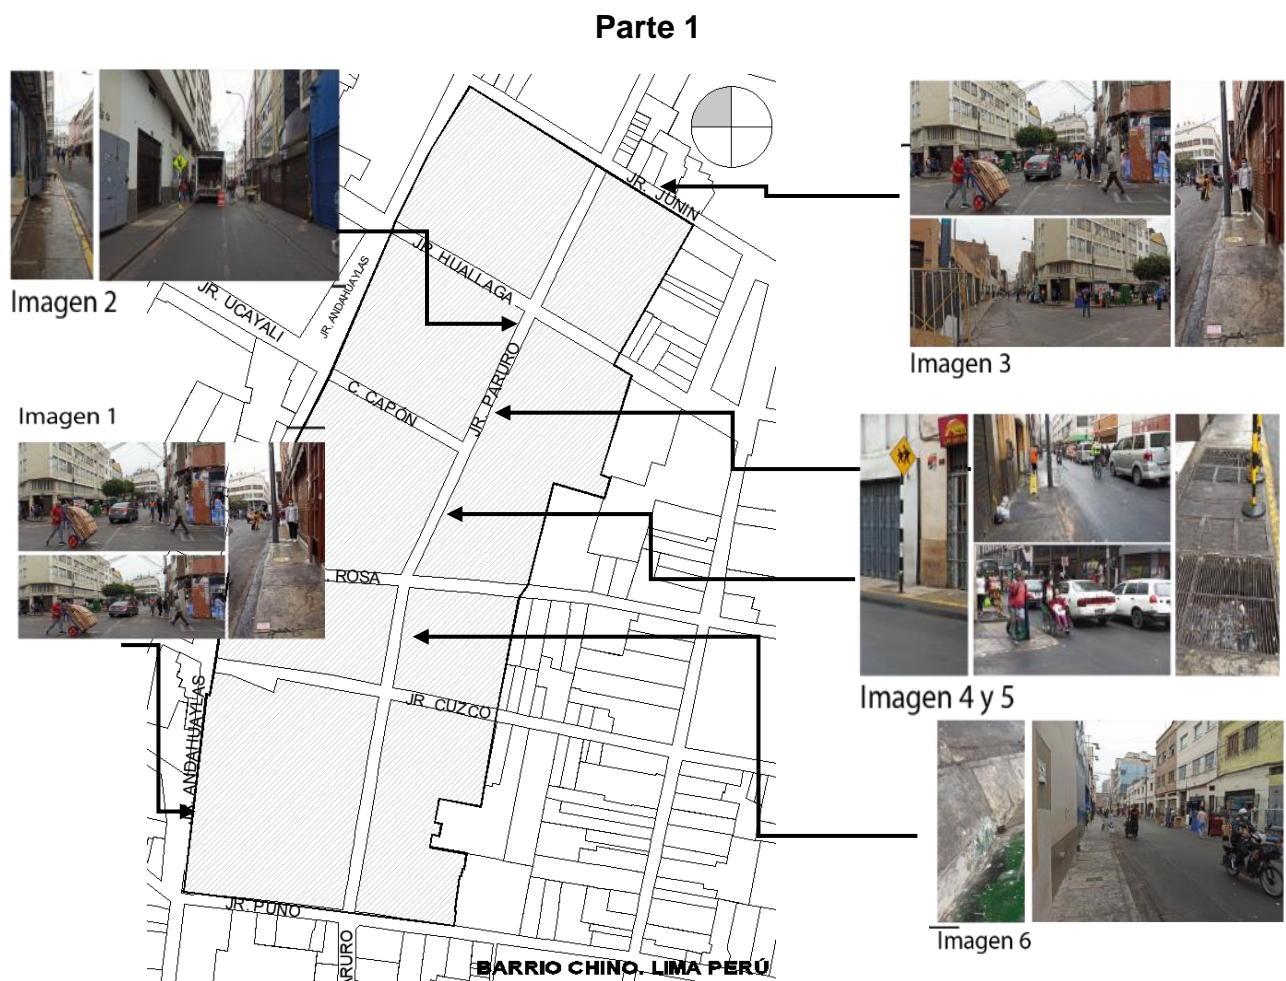 Parte 1
Imagen 2
Imagen 1
Imagen 3
Imagen 4 y 5
Imagen 6
JR. JUNIN
JR. HUALLAGA
JR. ANDAHUAYLAS
JR. UCAYALI
C. CAPON
JR. PARURO
. ROSA
JR. CUZCO
. ANDAHUAYLAS
JR. PUNO
ARURO
BARRIO CHINO. LIMA PERÚ